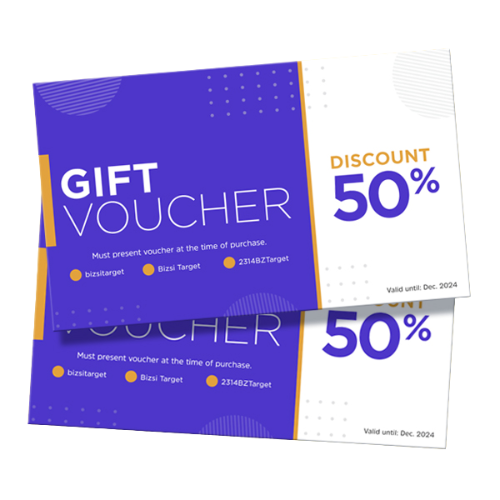 GIFT
VOUCHER
Must present voucher at the time of purchase.
bizsitarget Bizsi Target 2314BZTarget
DISCOUNT
50%
Valid until: Dec. 2024
VOUCHER
Must present voucher at the time of purchase.
bizsitarget Bizsi Target 2314BZTarget
50%
Valid until: Dec. 2024